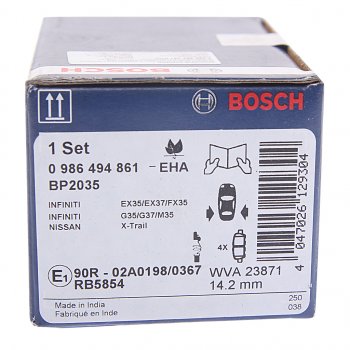 BOSCH
BOSCH
1 Set
0 986 494 861
BP2035
EHA
INFINITI EX35/EX37/FX35
INFINITI G35/G37/M35
NISSAN X-Trail
4X
E1 90R - 02A0198/0367
RB5854
WVA 23871
14.2 mm
Made in India
Fabriqué en Inde
250
038
4 047026 129304